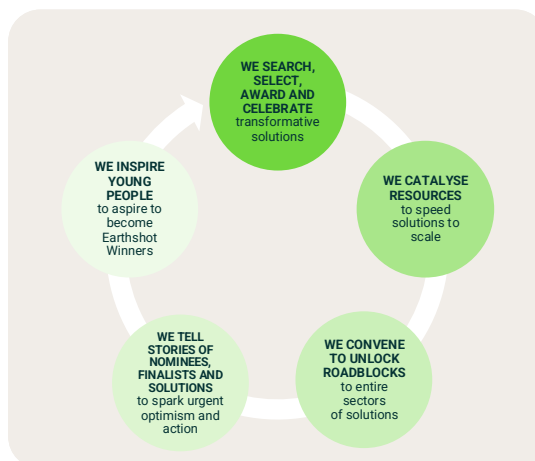 WE SEARCH,
SELECT,
AWARD AND
CELEBRATE
transformative
solutions
WE CATALYSE
RESOURCES
to speed
solutions to
scale
WE CONVENE
TO UNLOCK
ROADBLOCKS
to entire
sectors
of solutions
WE TELL
STORIES OF
NOMINEES,
FINALISTS AND
SOLUTIONS
to spark urgent
optimism and
action
WE INSPIRE
YOUNG
PEOPLE
to aspire to
become
Earthshot
Winners